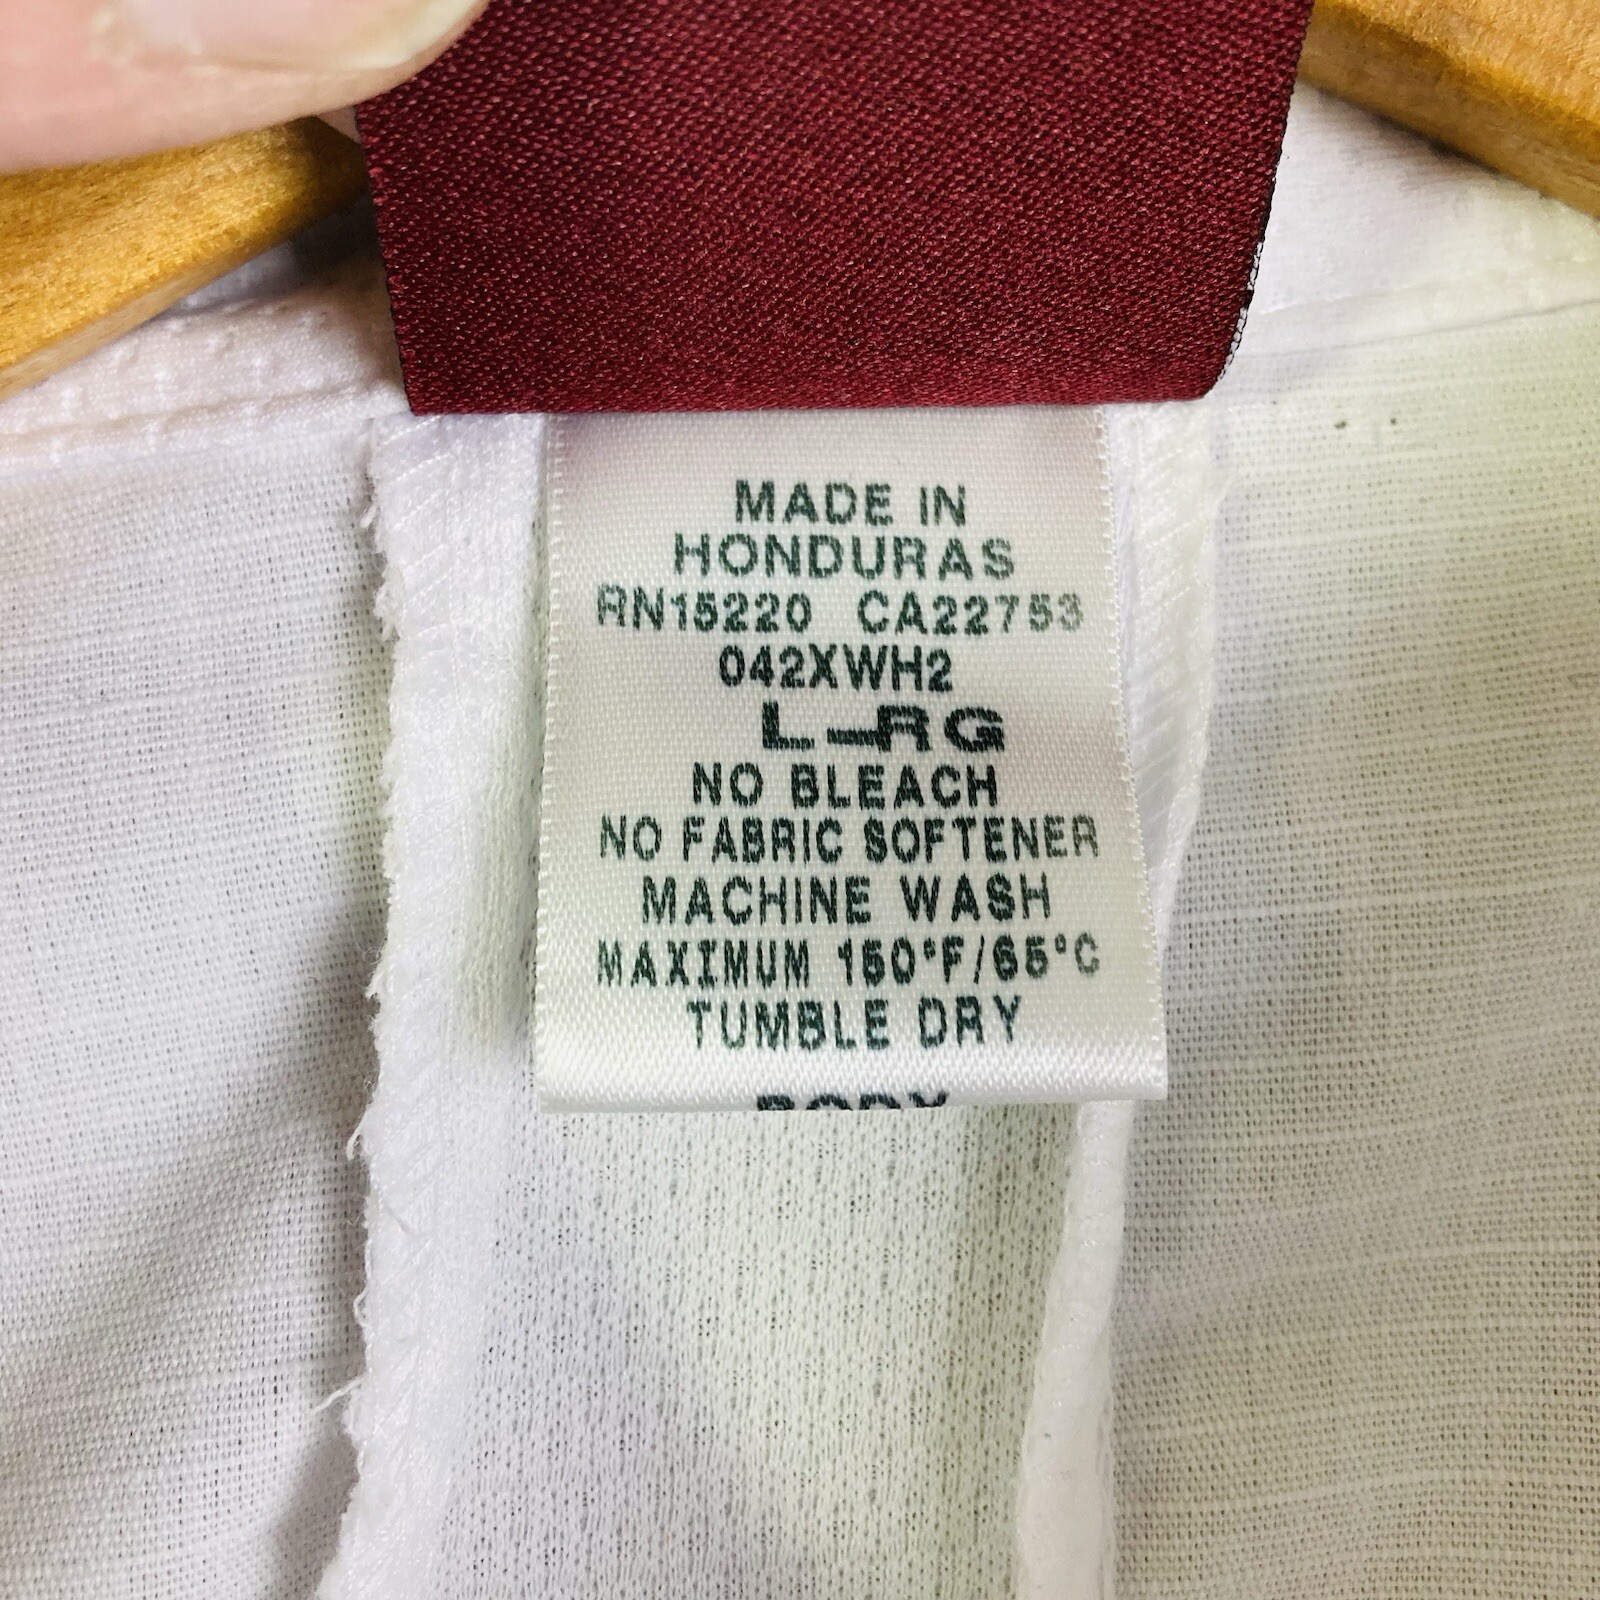 MADE IN
HONDURAS
RN15220 CA22753
042XWH2
L-RG
NO BLEACH
NO FABRIC SOFTENER
MACHINE WASH
MAXIMUM 150°F/65°C
TUMBLE DRY
BODY